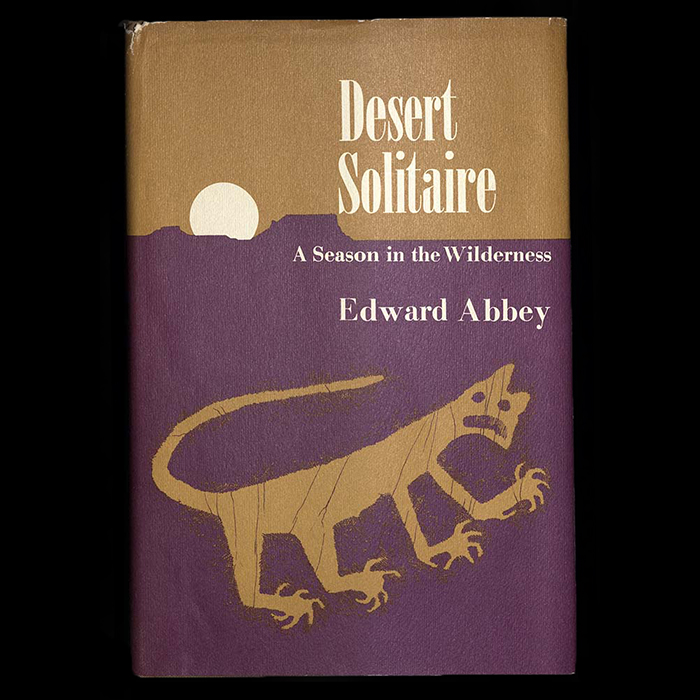 Desert
Solitaire
A Season in the Wilderness
Edward Abbey